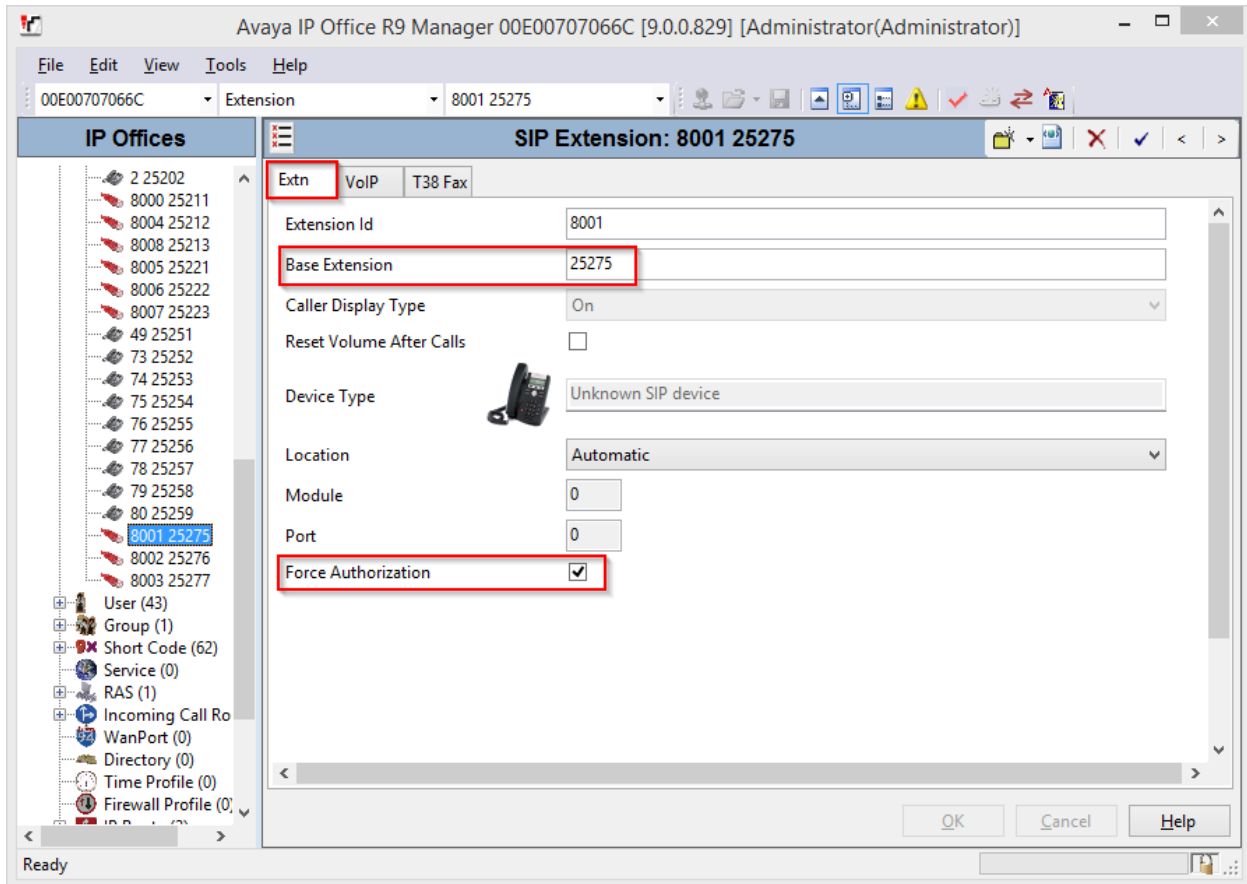 Avaya IP Office R9 Manager 00E00707066C [9.0.0.829] [Administrator(Administrator)]
File Edit View Tools Help
00E00707066C Extension 8001 25275
IP Offices
SIP Extension: 8001 25275
2 25202
8000 25211
8004 25212
8008 25213
8005 25221
8006 25222
8007 25223
49 25251
73 25252
74 25253
75 25254
76 25255
77 25256
78 25257
79 25258
80 25259
8001 25275
8002 25276
8003 25277
User (43)
Group (1)
Short Code (62)
Service (0)
RAS (1)
Incoming Call Ro
WanPort (0)
Directory (0)
Time Profile (0)
Firewall Profile (0)
Extn VoIP T38 Fax
Extension Id 8001
Base Extension 25275
Caller Display Type On
Reset Volume After Calls
Device Type Unknown SIP device
Location Automatic
Module 0
Port 0
Force Authorization
OK Cancel Help
Ready